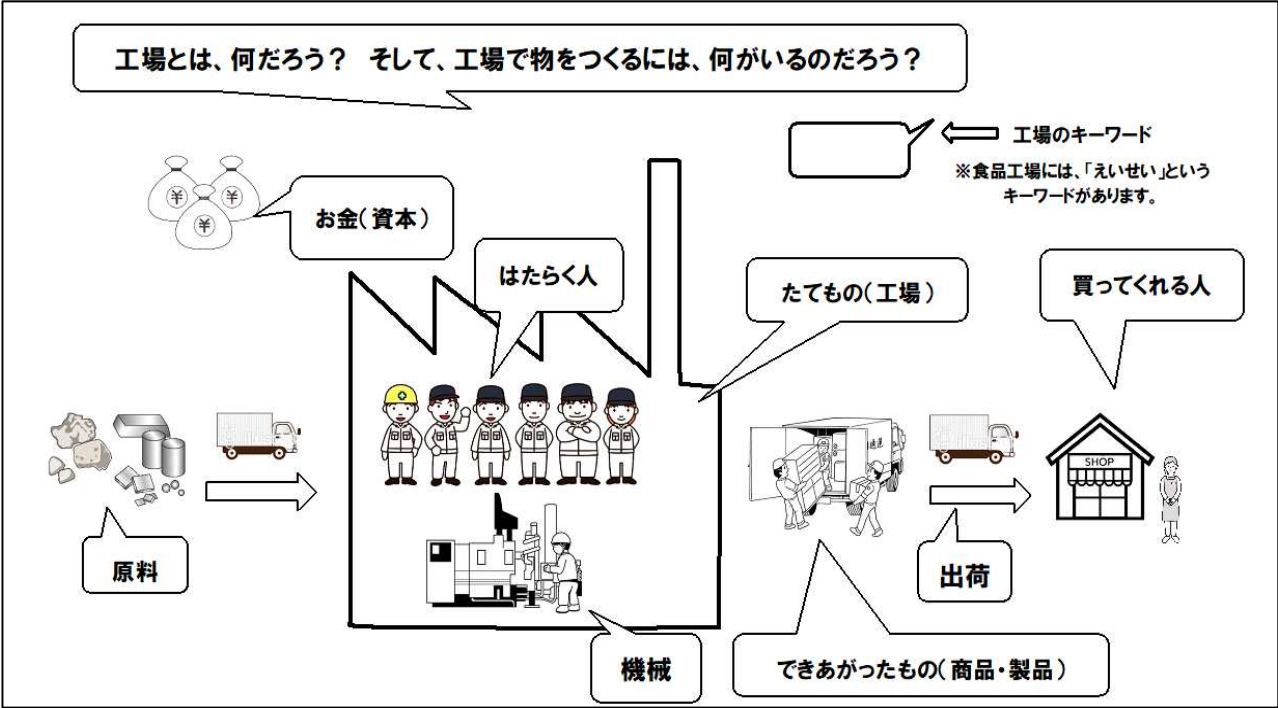 工場とは、何だろう？　そして、工場で物をつくるには、何がいるのだろう？
工場のキーワード
※食品工場には、「えいせい」という
キーワードがあります。
¥
¥
¥
お金（資本）
はたらく人
たてもの（工場）
買ってくれる人
SHOP
原料
出荷
機械
できあがったもの（商品・製品）